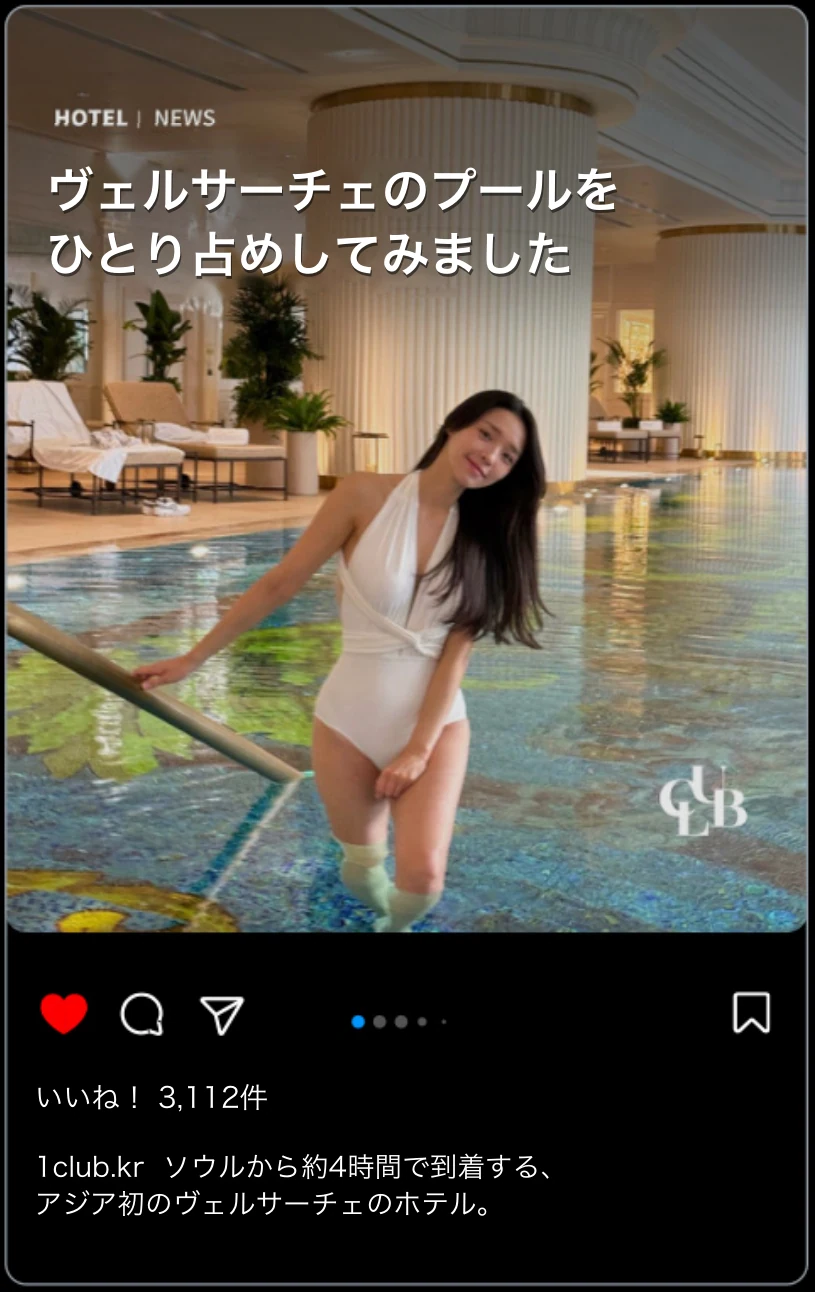 HOTEL | NEWS
ヴェルサーチェのプールを
ひとり占めしてみました
CLUB
いいね！ 3,112件
1club.kr ソウルから約4時間で到着する、
アジア初のヴェルサーチェのホテル。